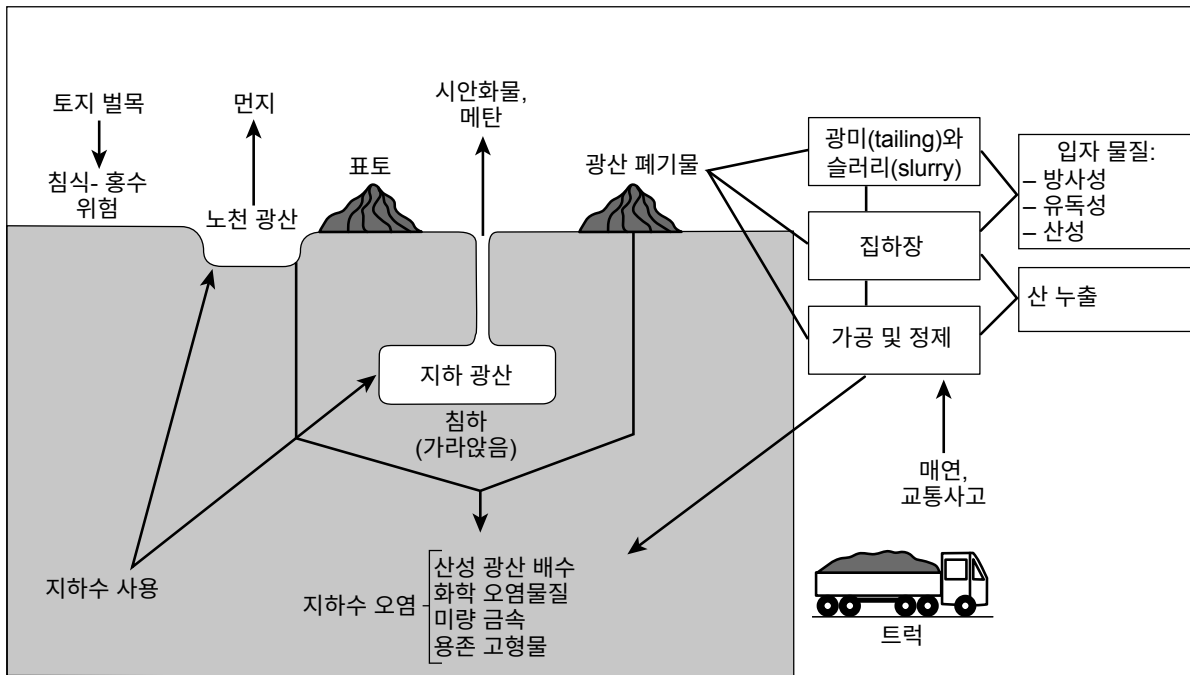 토지 벌목
침식- 홍수
위험
먼지
노천 광산
표토
시안화물,
메탄
광산 폐기물
광미(tailing)와
슬러리(slurry)
집하장
가공 및 정제
입자 물질:
– 방사성
– 유독성
– 산성
산 누출
지하 광산
침하
(가라앉음)
매연,
교통사고
트럭
지하수 사용
지하수 오염
산성 광산 배수
화학 오염물질
미량 금속
용존 고형물